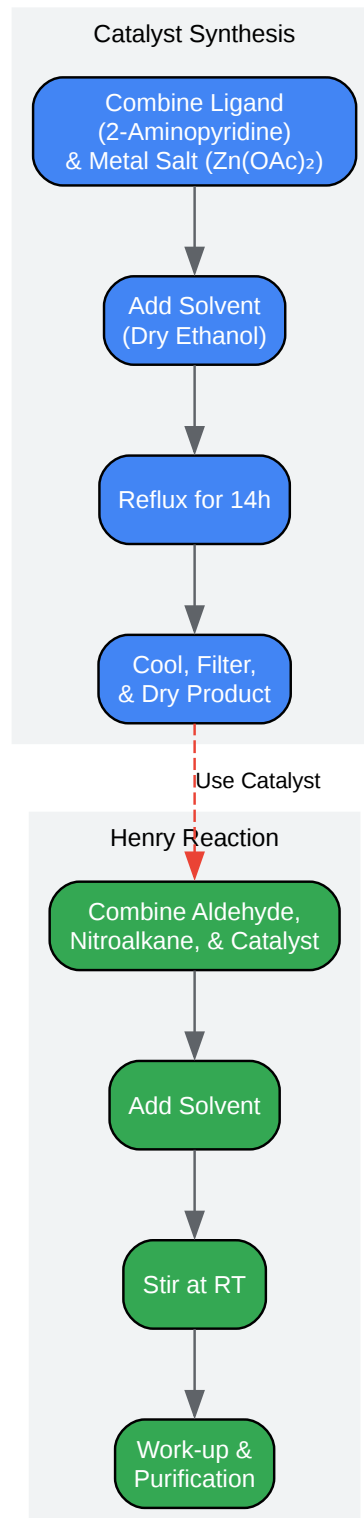 Catalyst Synthesis
Combine Ligand
(2-Aminopyridine)
& Metal Salt (Zn(OAc)₂)
Add Solvent
(Dry Ethanol)
Reflux for 14h
Cool, Filter,
& Dry Product
Use Catalyst
Henry Reaction
Combine Aldehyde,
Nitroalkane, & Catalyst
Add Solvent
Stir at RT
Work-up &
Purification